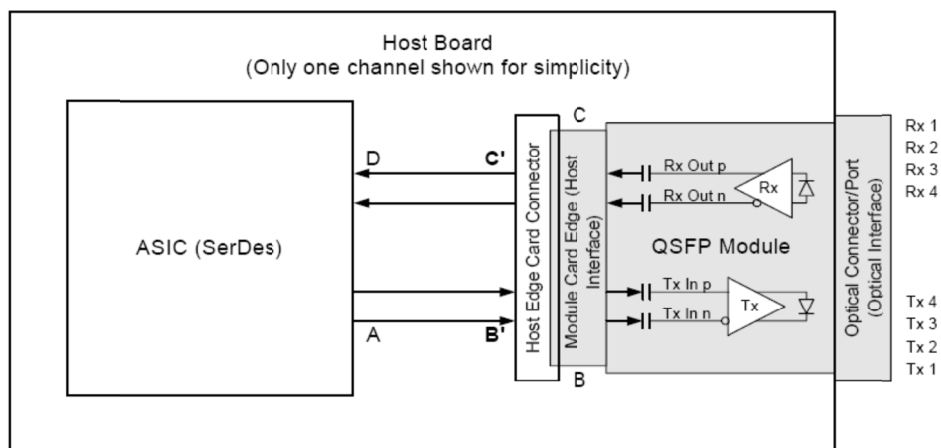 Host Board
(Only one channel shown for simplicity)
ASIC (SerDes)
D
C'
A
B'
Host Edge Card Connector
C
Module Card Edge (Host
Interface)
B
Rx Out p
Rx Out n
Rx
QSFP Module
Tx In p
Tx In n
Tx
Optical Connector/Port
(Optical Interface)
Rx 1
Rx 2
Rx 3
Rx 4
Tx 4
Tx 3
Tx 2
Tx 1